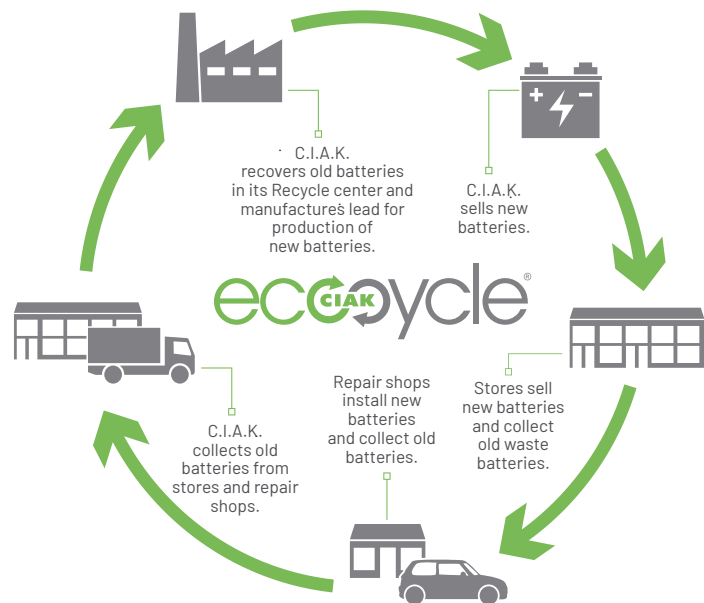 C.I.A.K.
recovers old batteries
in its Recycle center and
manufactures lead for
production of
new batteries.
+ -
C.I.A.K.
sells new
batteries.
eco CIAK cycle®
Repair shops
install new
batteries
and collect old
batteries.
Stores sell
new batteries
and collect
old waste
batteries.
C.I.A.K.
collects old
batteries from
stores and repair
shops.